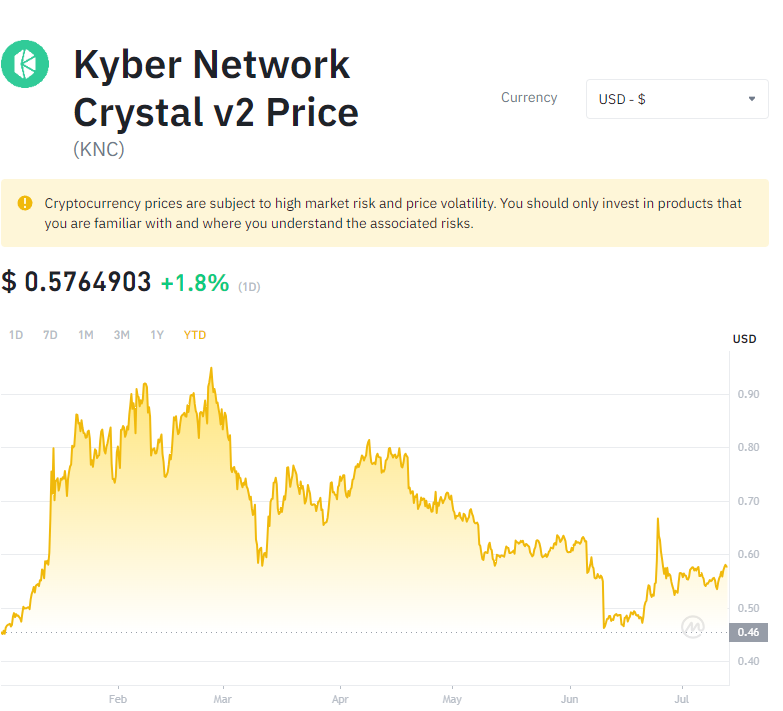 Kyber Network
Crystal v2 Price
(KNC)
Currency
USD - $
Cryptocurrency prices are subject to high market risk and price volatility. You should only invest in products that
you are familiar with and where you understand the associated risks.
$ 0.5764903 +1.8% (1D)
1D 7D 1M 3M 1Y YTD
USD
0.90
0.80
0.70
0.60
0.50
0.46
0.40
Feb Mar Apr May Jun Jul